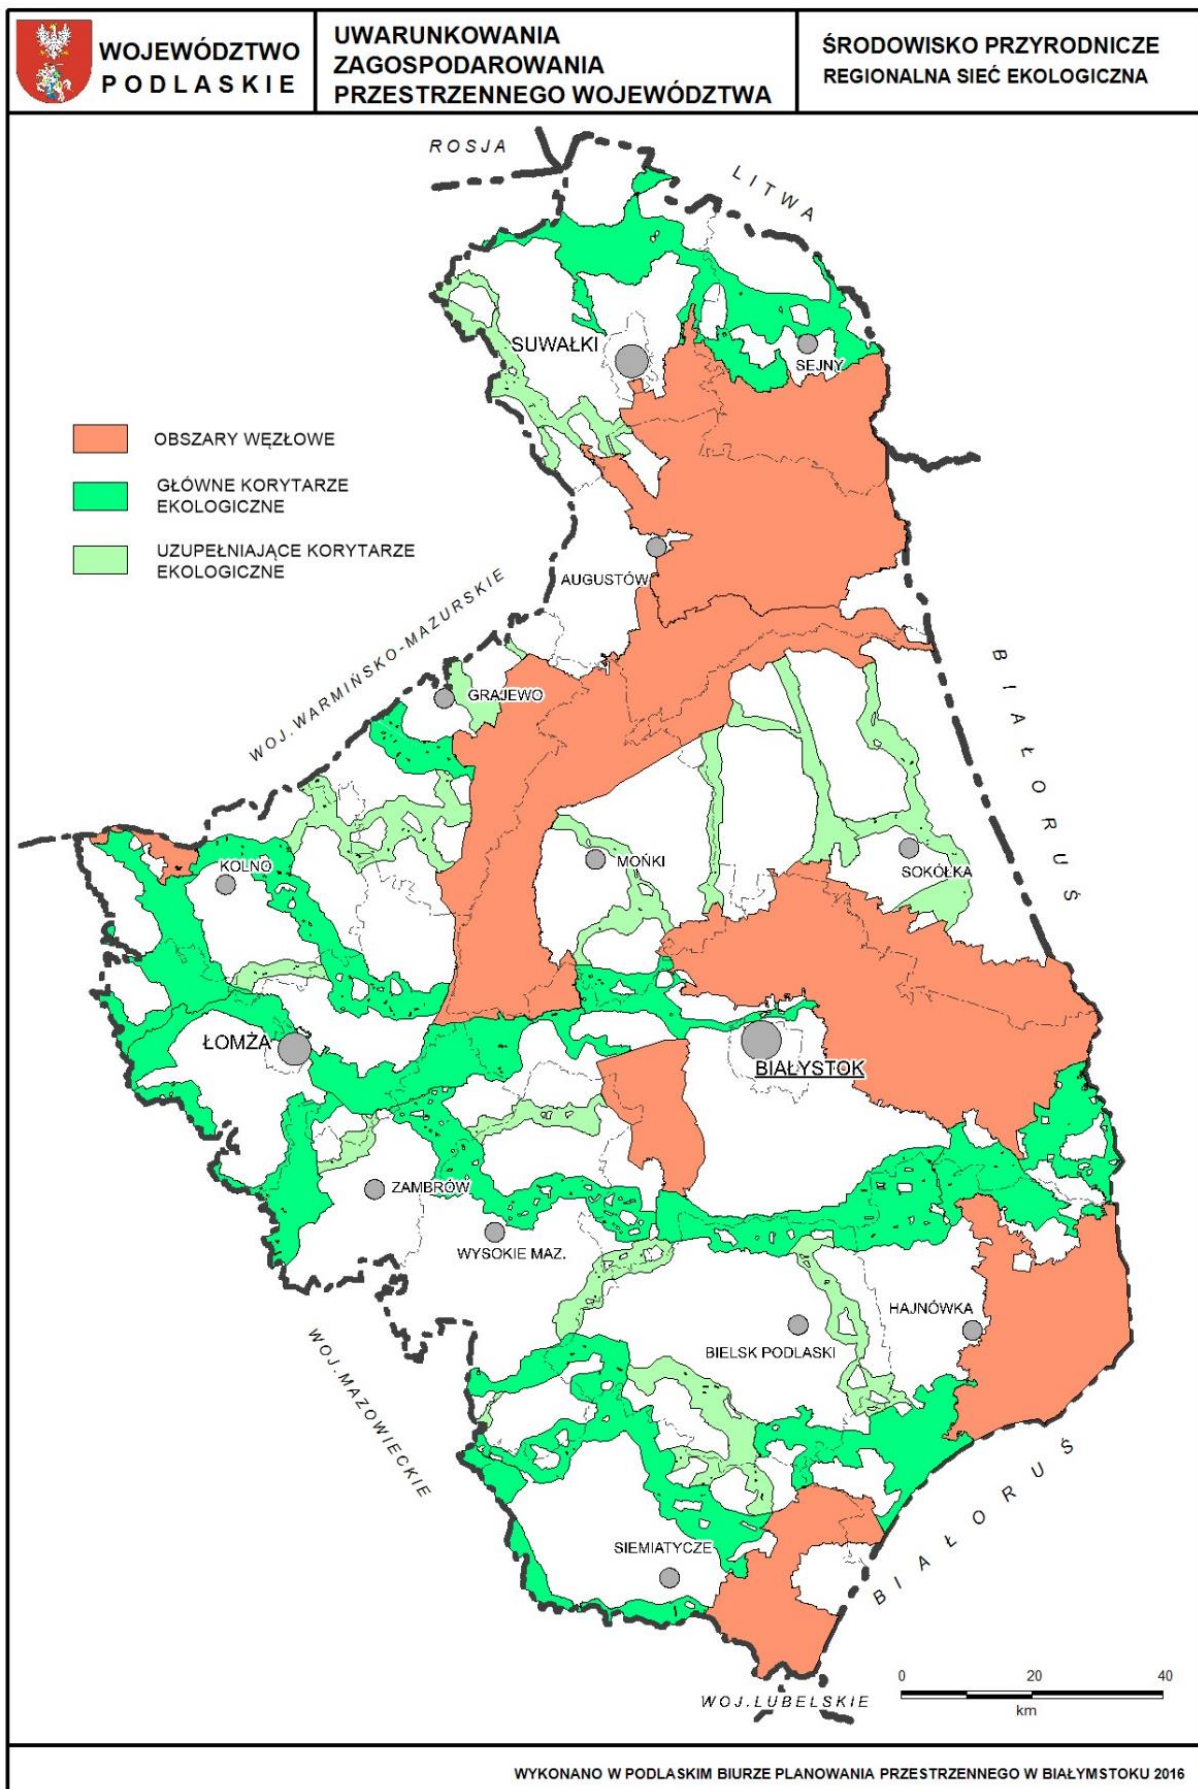 WOJEWÓDZTWO
PODLASKIE
UWARUNKOWANIA
ZAGOSPODAROWANIA
PRZESTRZENNEGO WOJEWÓDZTWA
ŚRODOWISKO PRZYRODNICZE
REGIONALNA SIEĆ EKOLOGICZNA
ROSJA
LITWA
SUWAŁKI
SEJNY
OBSZARY WĘZŁOWE
GŁÓWNE KORYTARZE
EKOLOGICZNE
UZUPEŁNIAJĄCE KORYTARZE
EKOLOGICZNE
AUGUSTÓW
WOJ.WARMIŃSKO-MAZURSKIE
BIAŁORUŚ
GRAJEWO
KOLNO
MOŃKI
SOKÓŁKA
ŁOMŻA
BIAŁYSTOK
ZAMBRÓW
WYSOKIE MAZ.
HAJNÓWKA
BIELSK PODLASKI
WOJ.MAZOWIECKIE
BIAŁORUŚ
SIEMIATYCZE
WOJ.LUBELSKIE
0 20 40
km
WYKONANO W PODLASKIM BIURZE PLANOWANIA PRZESTRZENNEGO W BIAŁYMSTOKU 2016